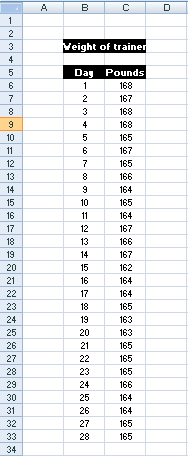 A B C D
1
2
3 Weight of trainer
4
5 Day Pounds
6 1 168
7 2 167
8 3 168
9 4 168
10 5 165
11 6 167
12 7 165
13 8 166
14 9 164
15 10 165
16 11 164
17 12 167
18 13 166
19 14 167
20 15 162
21 16 164
22 17 164
23 18 165
24 19 163
25 20 163
26 21 165
27 22 165
28 23 165
29 24 166
30 25 164
31 26 164
32 27 165
33 28 165
34